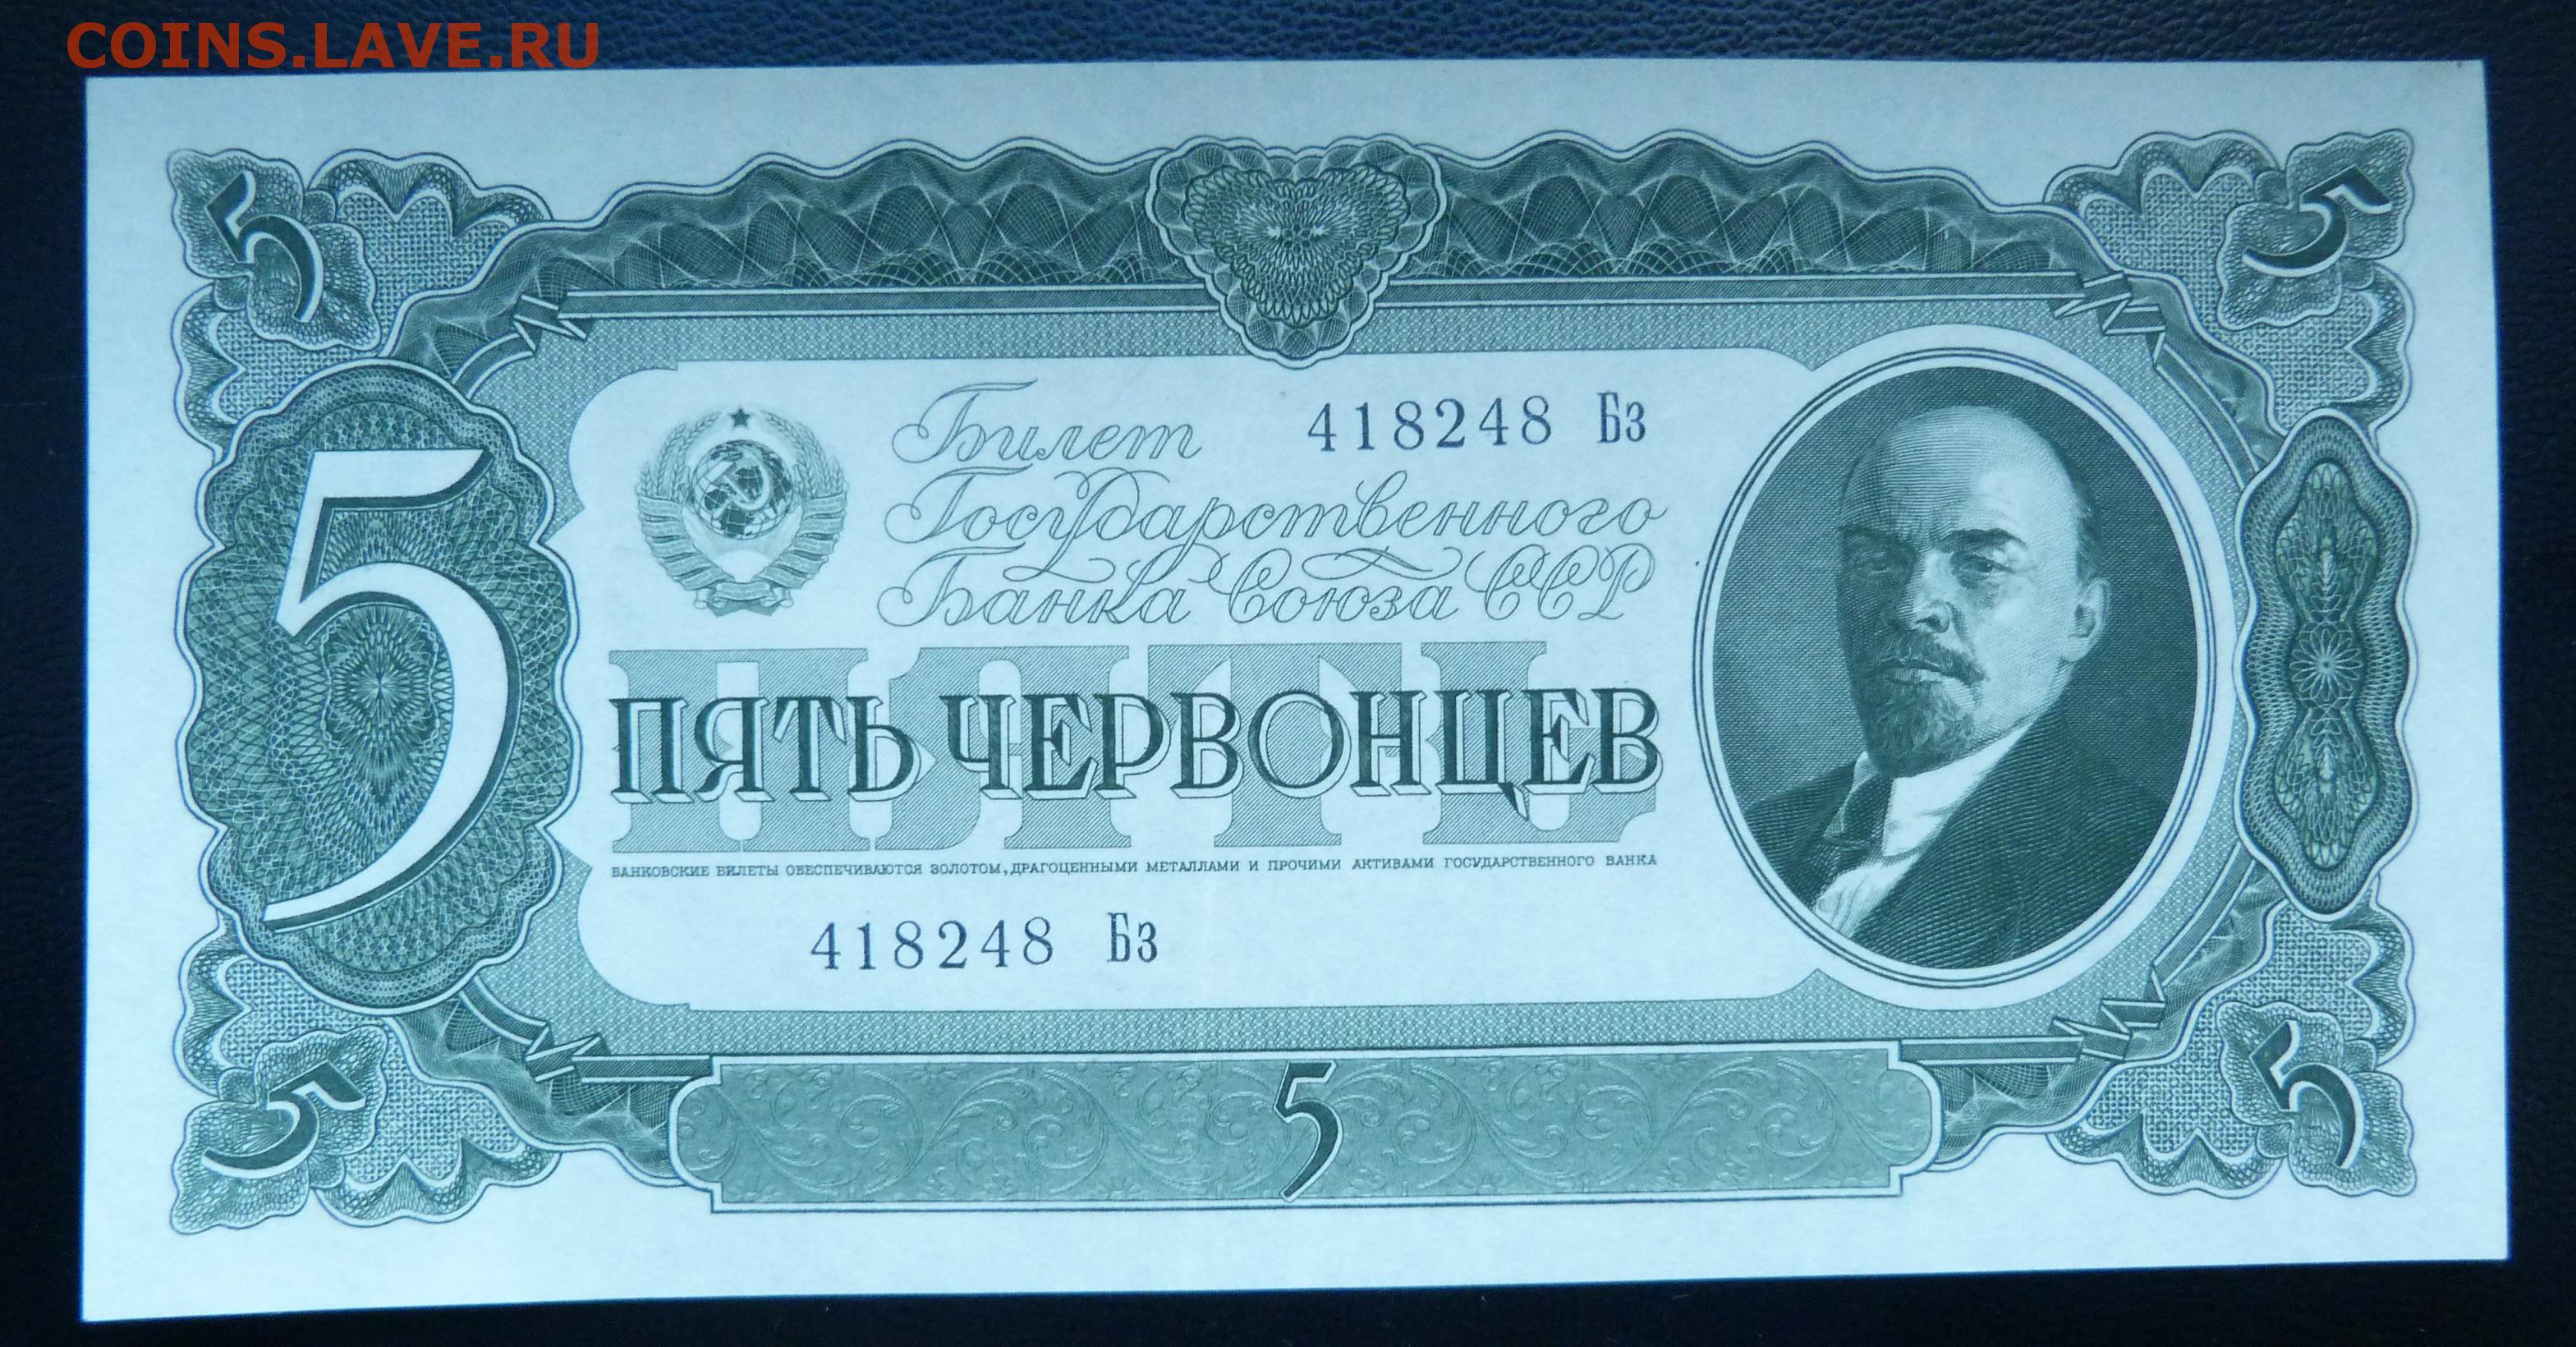 COINS.LAVE.RU
5 5
Билет 418248 Бз
Государственного
Банка Союза ССР
5
ПЯТЬ
ПЯТЬ ЧЕРВОНЦЕВ
БАНКОВСКИЕ БИЛЕТЫ ОБЕСПЕЧИВАЮТСЯ ЗОЛОТОМ, ДРАГОЦЕННЫМИ МЕТАЛЛАМИ И ПРОЧИМИ АКТИВАМИ ГОСУДАРСТВЕННОГО БАНКА
418248 Бз
5 5 5